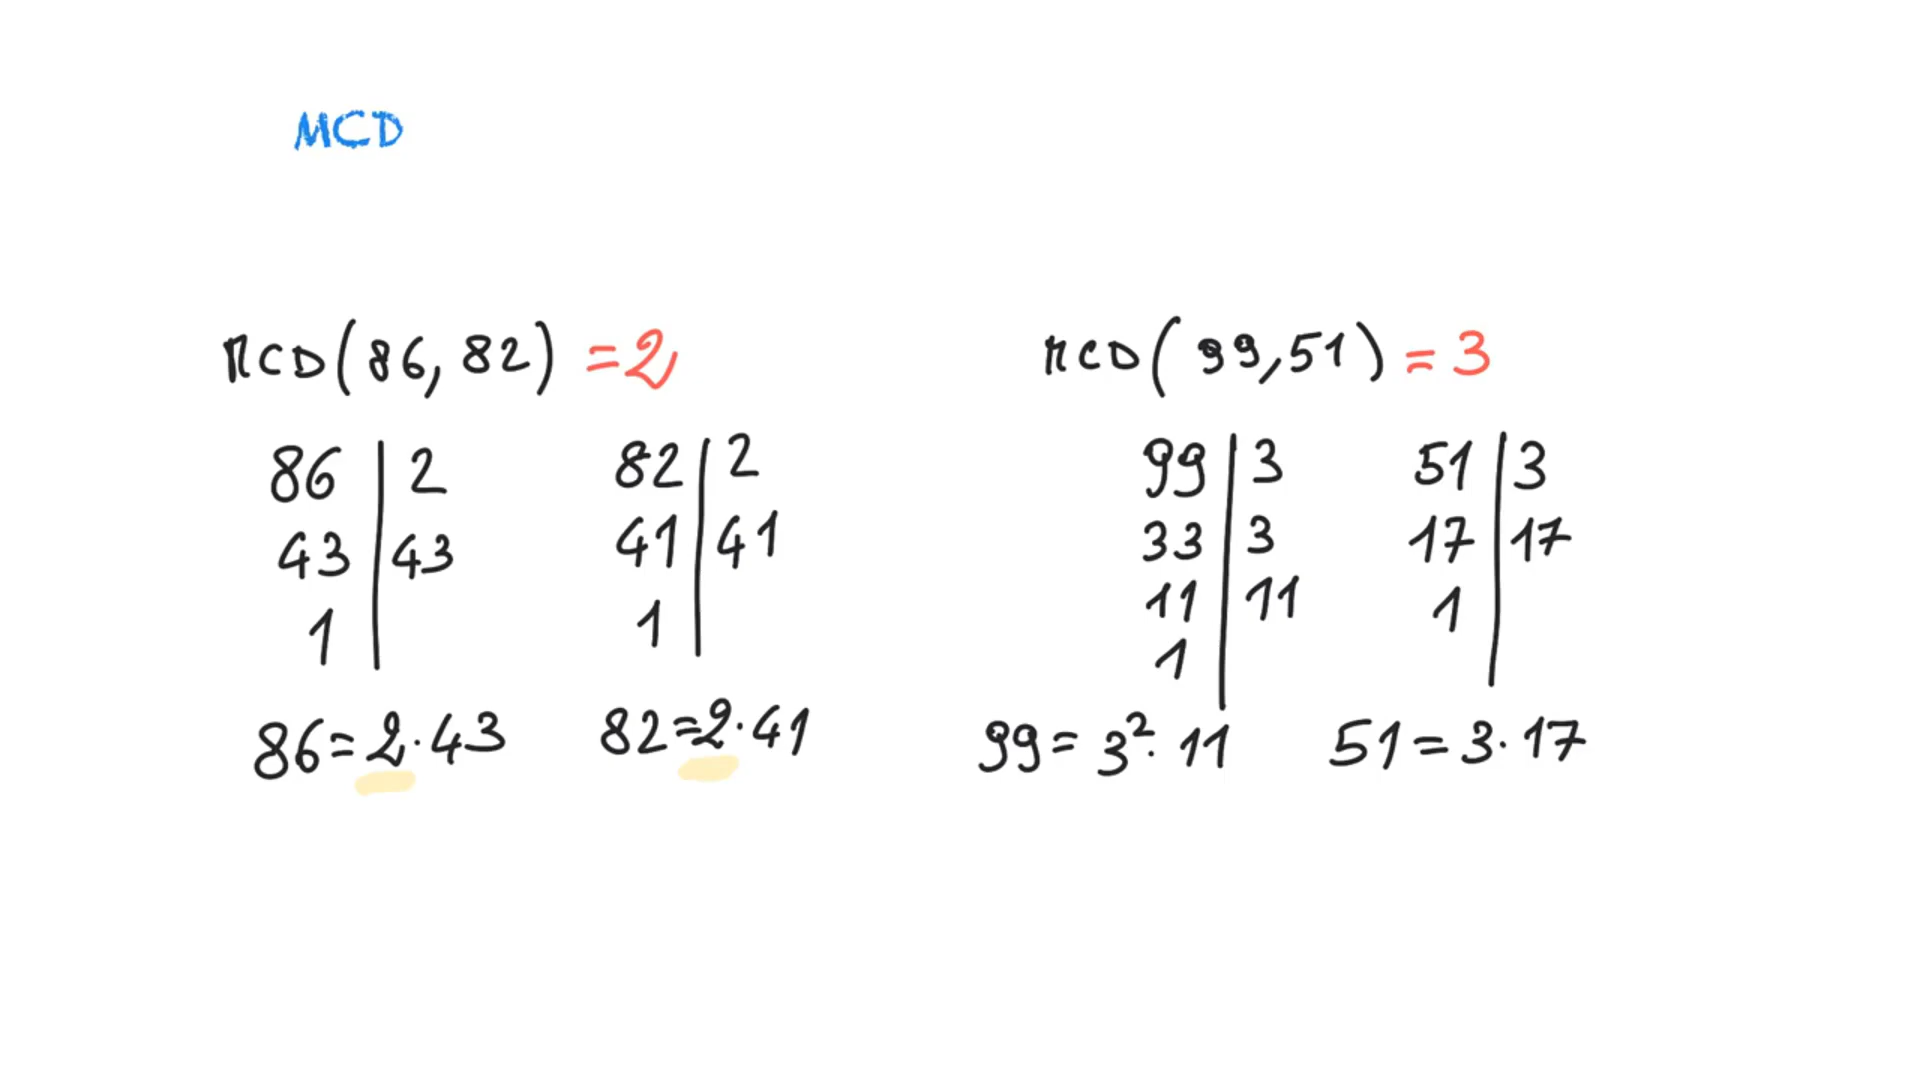 MCD
MCD(86, 82) = 2
86 | 2
43 | 43
1 |
86 = 2 · 43
82 | 2
41 | 41
1 |
82 = 2 · 41
MCD(99, 51) = 3
99 | 3
33 | 3
11 | 11
1 |
99 = 3² · 11
51 | 3
17 | 17
1 |
51 = 3 · 17